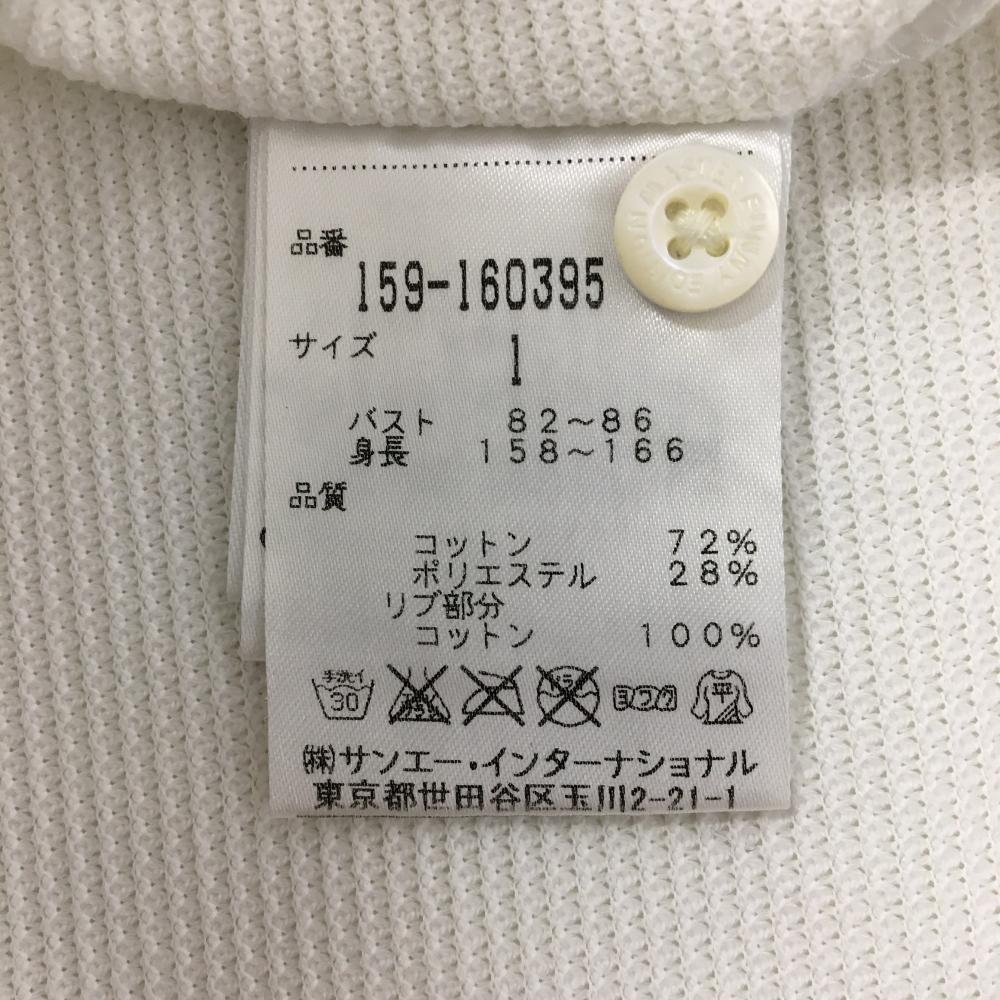 品番
159-160395
サイズ 1
バスト 82～86
身長 158～166
品質
コットン 72%
ポリエステル 28%
リブ部分
コットン 100%
手洗イ
30
ヨワク
平
㈱サンエー・インターナショナル
東京都世田谷区玉川2-21-1